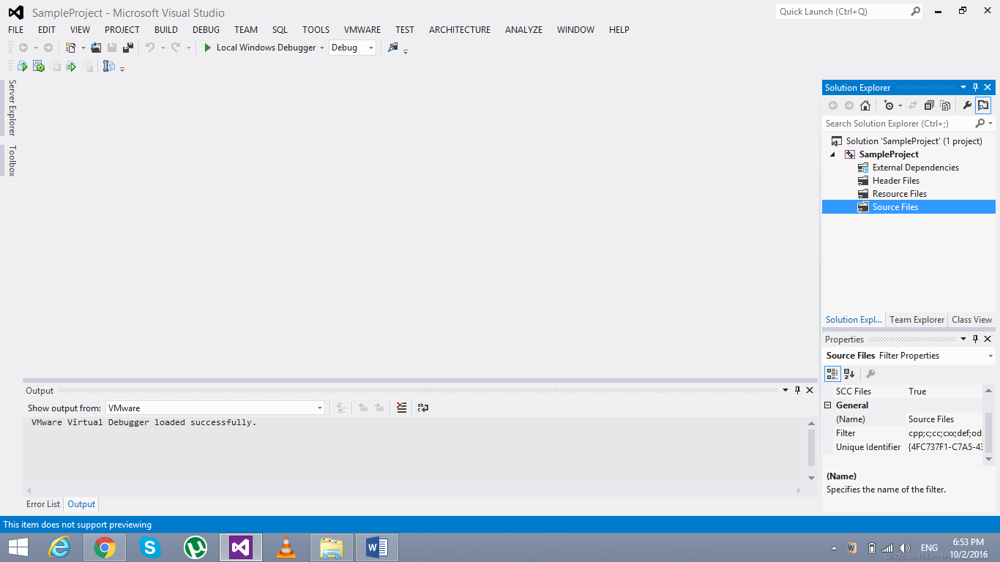 SampleProject - Microsoft Visual Studio
Quick Launch (Ctrl+Q)
FILE EDIT VIEW PROJECT BUILD DEBUG TEAM SQL TOOLS VMWARE TEST ARCHITECTURE ANALYZE WINDOW HELP
Local Windows Debugger Debug
Server Explorer
Toolbox
Solution Explorer
Search Solution Explorer (Ctrl+;)
Solution 'SampleProject' (1 project)
SampleProject
External Dependencies
Header Files
Resource Files
Source Files
Solution Expl... Team Explorer Class View
Properties
Source Files Filter Properties
SCC Files True
General
(Name) Source Files
Filter cpp;c;cc;cxx;def;od
Unique Identifier {4FC737F1-C7A5-43
(Name)
Specifies the name of the filter.
Output
Show output from: VMware
VMware Virtual Debugger loaded successfully.
Error List Output
This item does not support previewing
ENG
6:53 PM
10/2/2016